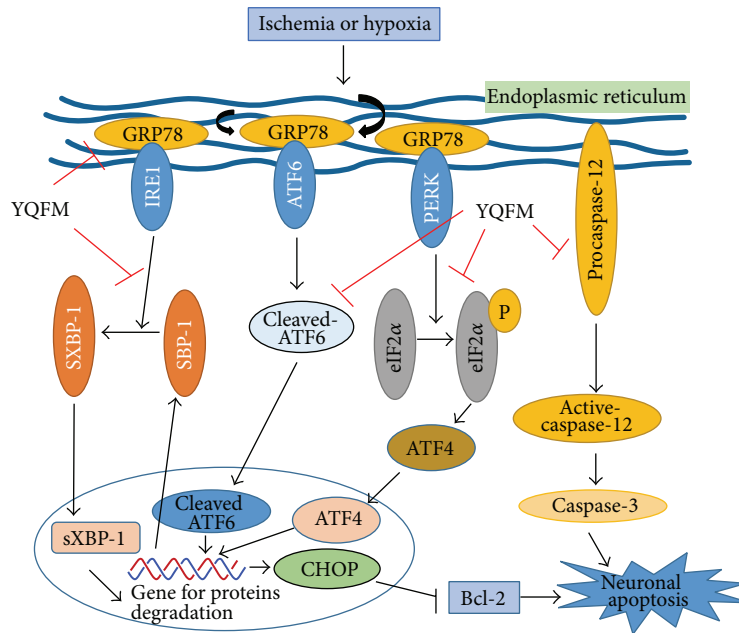 Ischemia or hypoxia
Endoplasmic reticulum
GRP78
GRP78
GRP78
IRE1
ATF6
PERK
Procaspase-12
YQFM
YQFM
SXBP-1
SBP-1
Cleaved-
ATF6
eIF2α
eIF2α
P
ATF4
Active-
caspase-12
Cleaved
ATF6
ATF4
Caspase-3
sXBP-1
CHOP
Gene for proteins
degradation
Bcl-2
Neuronal
apoptosis